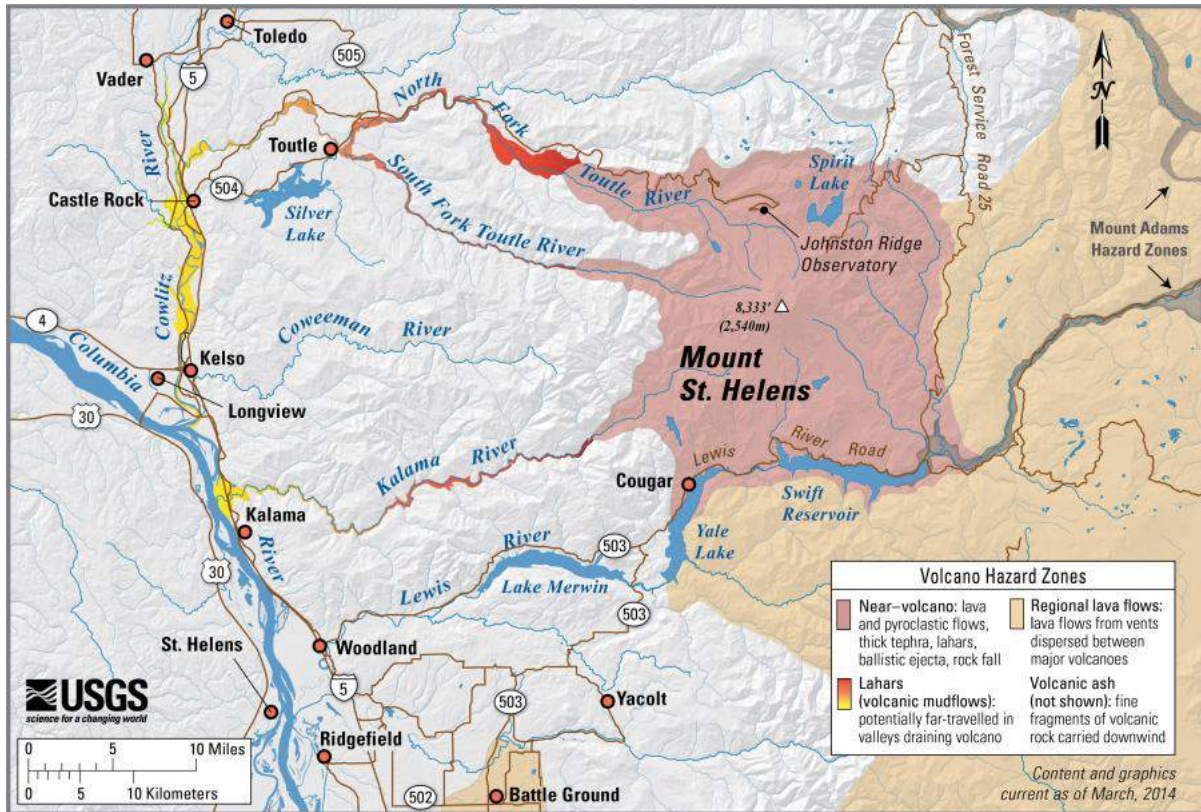 Toledo
Vader
5
505
River
North
Fork
Toutle
504
Castle Rock
Silver
Lake
South Fork Toutle River
Toutle River
Spirit
Lake
Johnston Ridge
Observatory
Forest Service Road 25
N
Mount Adams
Hazard Zones
8,333'
(2,540m)
Mount
St. Helens
4
Columbia
Cowlitz
Coweeman River
Kelso
Longview
30
Kalama River
Lewis
River Road
Cougar
Swift
Reservoir
Yale
Lake
Kalama
River
30
River
503
Lewis
Lake Merwin
503
St. Helens
Woodland
5
503
Yacolt
Ridgefield
502
Battle Ground
USGS
science for a changing world
0 5 10 Miles
0 5 10 Kilometers
Volcano Hazard Zones
Near–volcano: lava
and pyroclastic flows,
thick tephra, lahars,
ballistic ejecta, rock fall
Lahars
(volcanic mudflows):
potentially far-travelled in
valleys draining volcano
Regional lava flows:
lava flows from vents
dispersed between
major volcanoes
Volcanic ash
(not shown): fine
fragments of volcanic
rock carried downwind
Content and graphics
current as of March, 2014